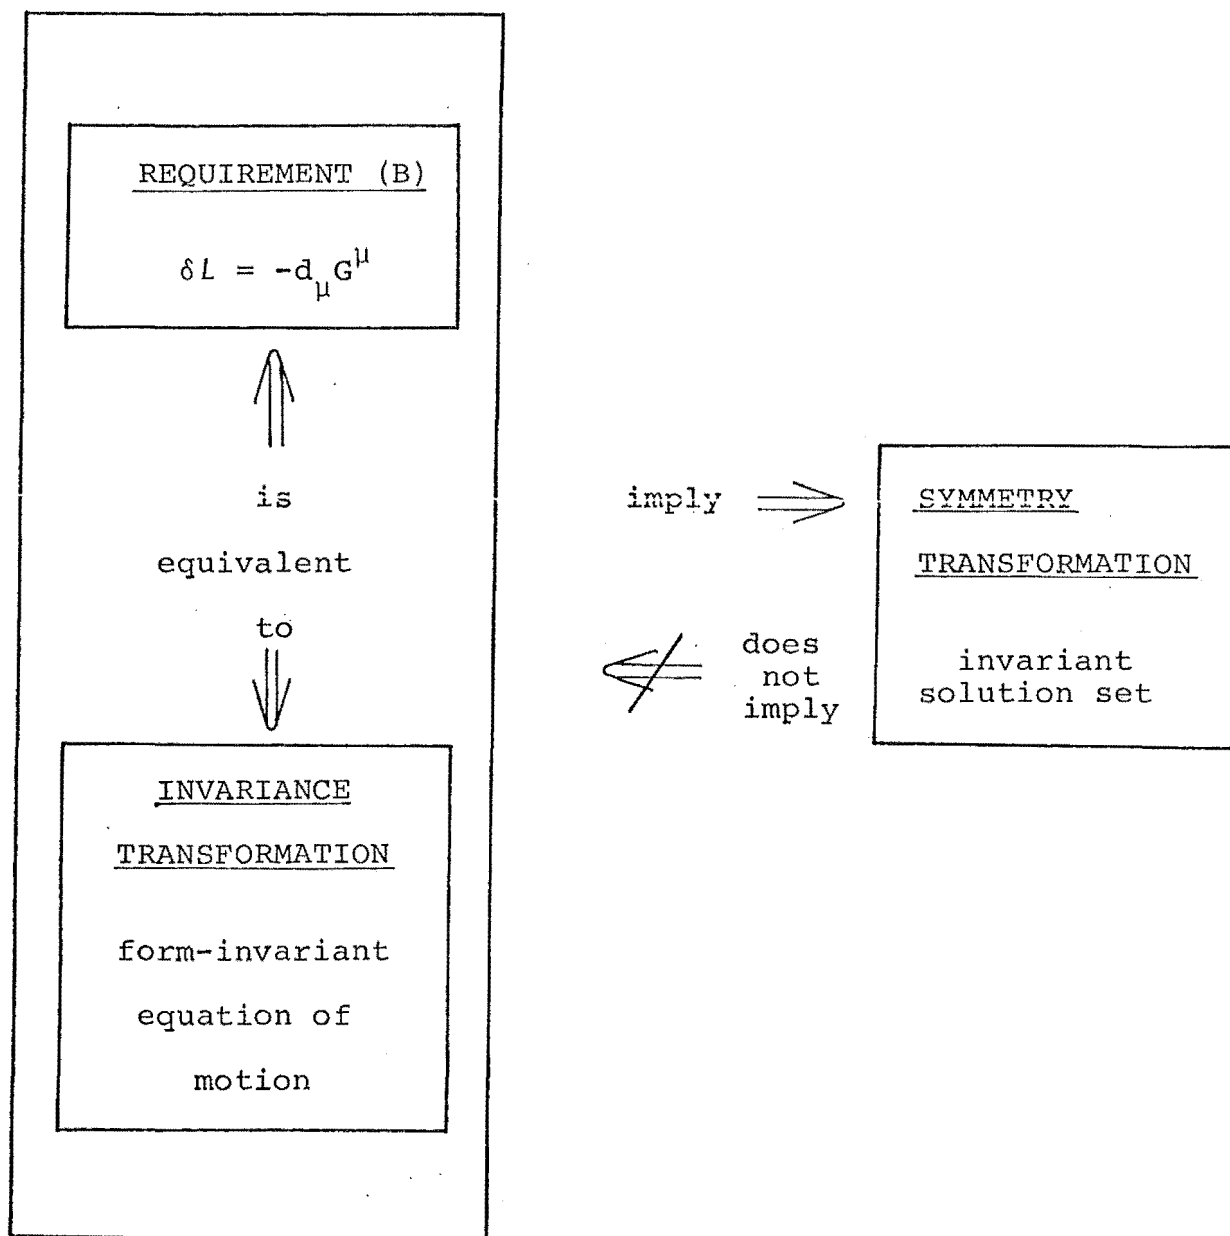 REQUIREMENT (B)
δL = -dμGμ
is
equivalent
to
INVARIANCE
TRANSFORMATION
form-invariant
equation of
motion
imply
does
not
imply
SYMMETRY
TRANSFORMATION
invariant
solution set